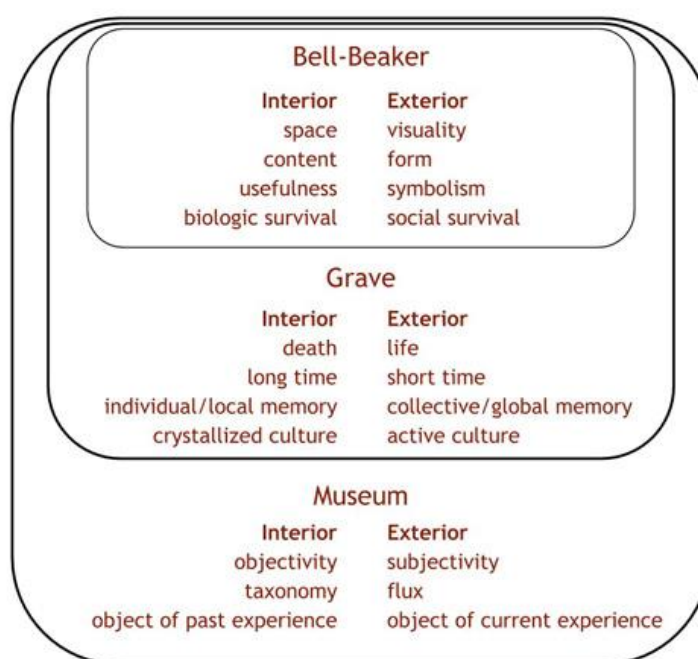 Bell-Beaker
Interior Exterior
space visuality
content form
usefulness symbolism
biologic survival social survival
Grave
Interior Exterior
death life
long time short time
individual/local memory collective/global memory
crystallized culture active culture
Museum
Interior Exterior
objectivity subjectivity
taxonomy flux
object of past experience object of current experience